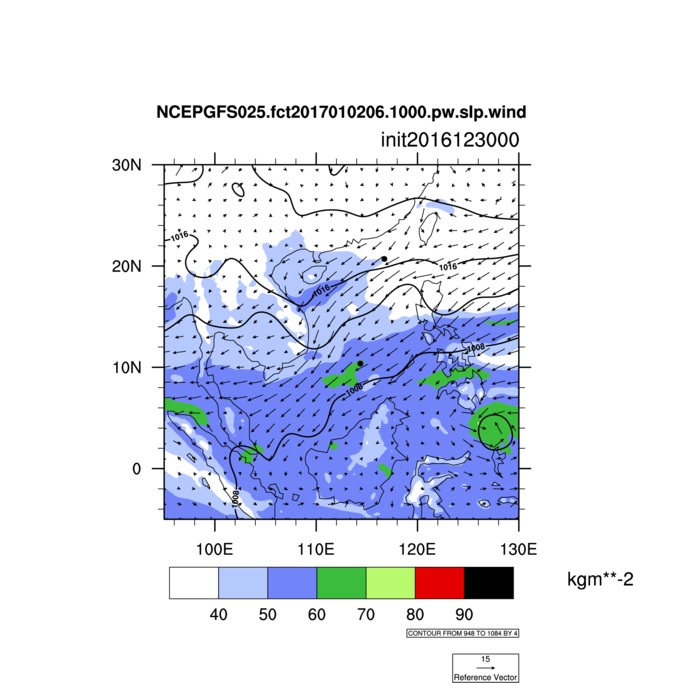 NCEPGFS025.fct2017010206.1000.pw.slp.wind
init2016123000
30N
1016
20N
1016
1016
10N
1008
1008
0
1008
100E 110E 120E 130E
kgm**-2
40 50 60 70 80 90
CONTOUR FROM 948 TO 1084 BY 4
15
Reference Vector